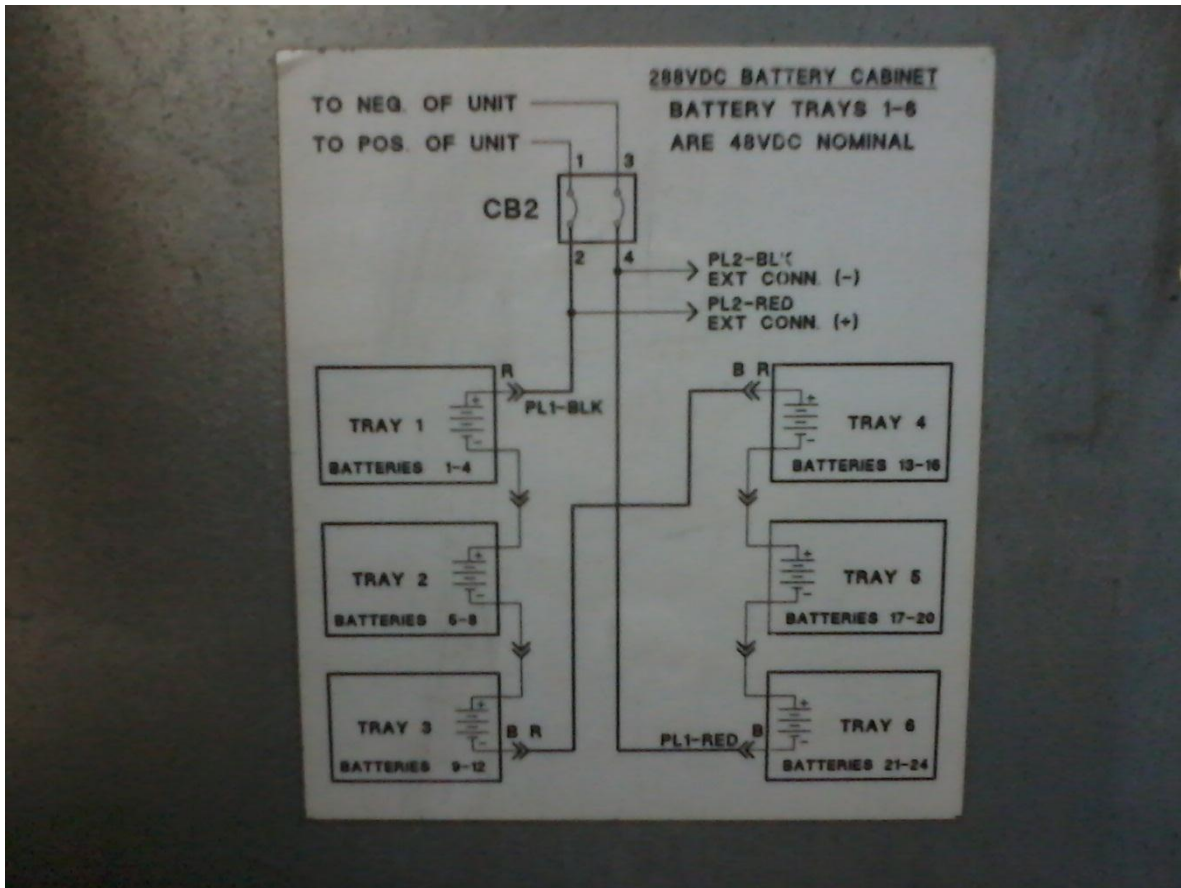 288VDC BATTERY CABINET
BATTERY TRAYS 1-6
ARE 48VDC NOMINAL
TO NEG. OF UNIT
TO POS. OF UNIT
1 3
CB2
2 4
PL2-BLK
EXT CONN. (-)
PL2-RED
EXT CONN. (+)
R
PL1-BLK
B R
TRAY 1
+
-
BATTERIES 1-4
TRAY 4
+
-
BATTERIES 13-16
TRAY 2
+
-
BATTERIES 5-8
TRAY 5
+
-
BATTERIES 17-20
TRAY 3
+
-
B R
BATTERIES 9-12
PL1-RED
B
TRAY 6
+
-
BATTERIES 21-24